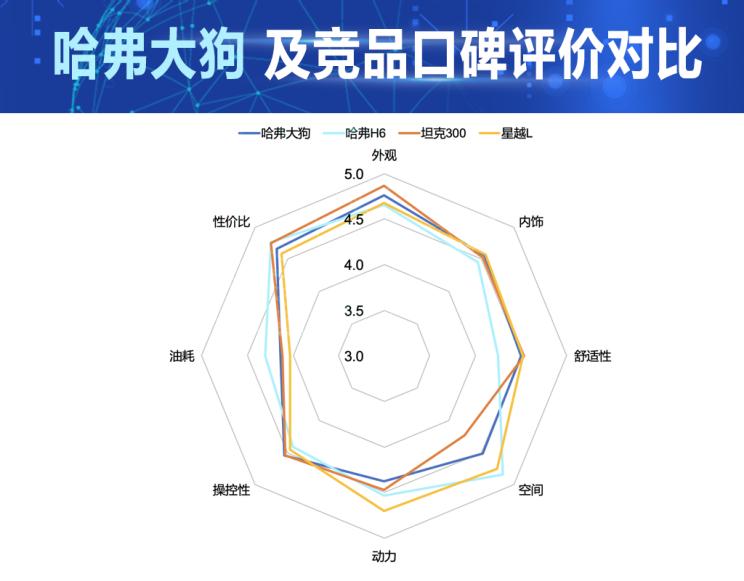 哈弗大狗 及竞品口碑评价对比
哈弗大狗 哈弗H6 坦克300 星越L
外观
5.0
性价比 4.5 内饰
4.0
3.5
油耗 3.0 舒适性
操控性 空间
动力